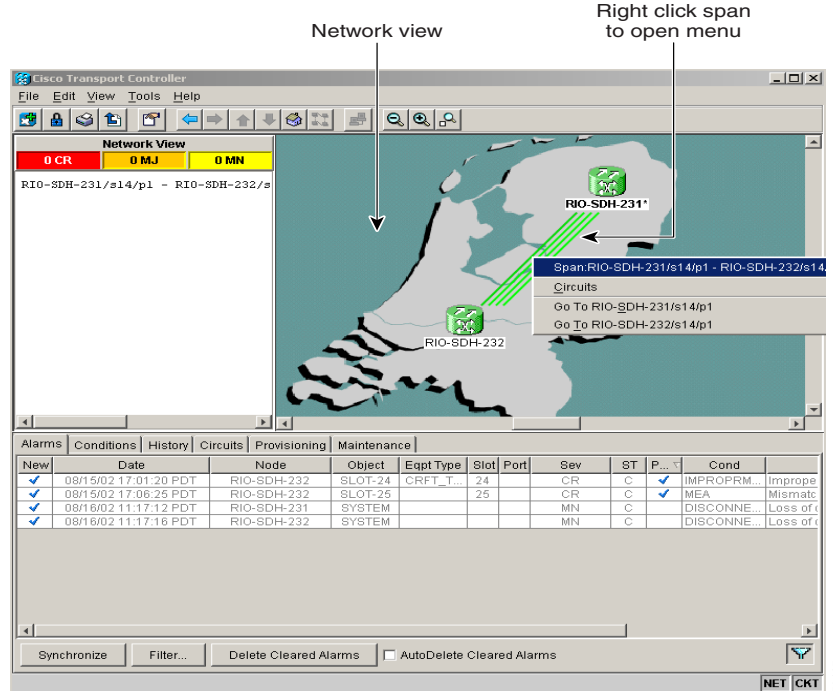 Network view
Right click span
to open menu
Cisco Transport Controller
File Edit View Tools Help
Network View
0 CR 0 MJ 0 MN
RIO-SDH-231/s14/p1 - RIO-SDH-232/s
RIO-SDH-231*
Span:RIO-SDH-231/s14/p1 - RIO-SDH-232/s14/
Circuits
Go To RIO-SDH-231/s14/p1
Go To RIO-SDH-232/s14/p1
RIO-SDH-232
Alarms Conditions History Circuits Provisioning Maintenance
New Date Node Object Eqpt Type Slot Port Sev ST P... Cond
08/15/02 17:01:20 PDT RIO-SDH-232 SLOT-24 CRFT_T... 24 CR C IMPROPRM... Imprope
08/15/02 17:06:25 PDT RIO-SDH-232 SLOT-25 25 CR C MEA Mismatc
08/16/02 11:17:12 PDT RIO-SDH-231 SYSTEM MN C DISCONNE... Loss of
08/16/02 11:17:16 PDT RIO-SDH-232 SYSTEM MN C DISCONNE... Loss of
Synchronize Filter... Delete Cleared Alarms AutoDelete Cleared Alarms
NET CKT